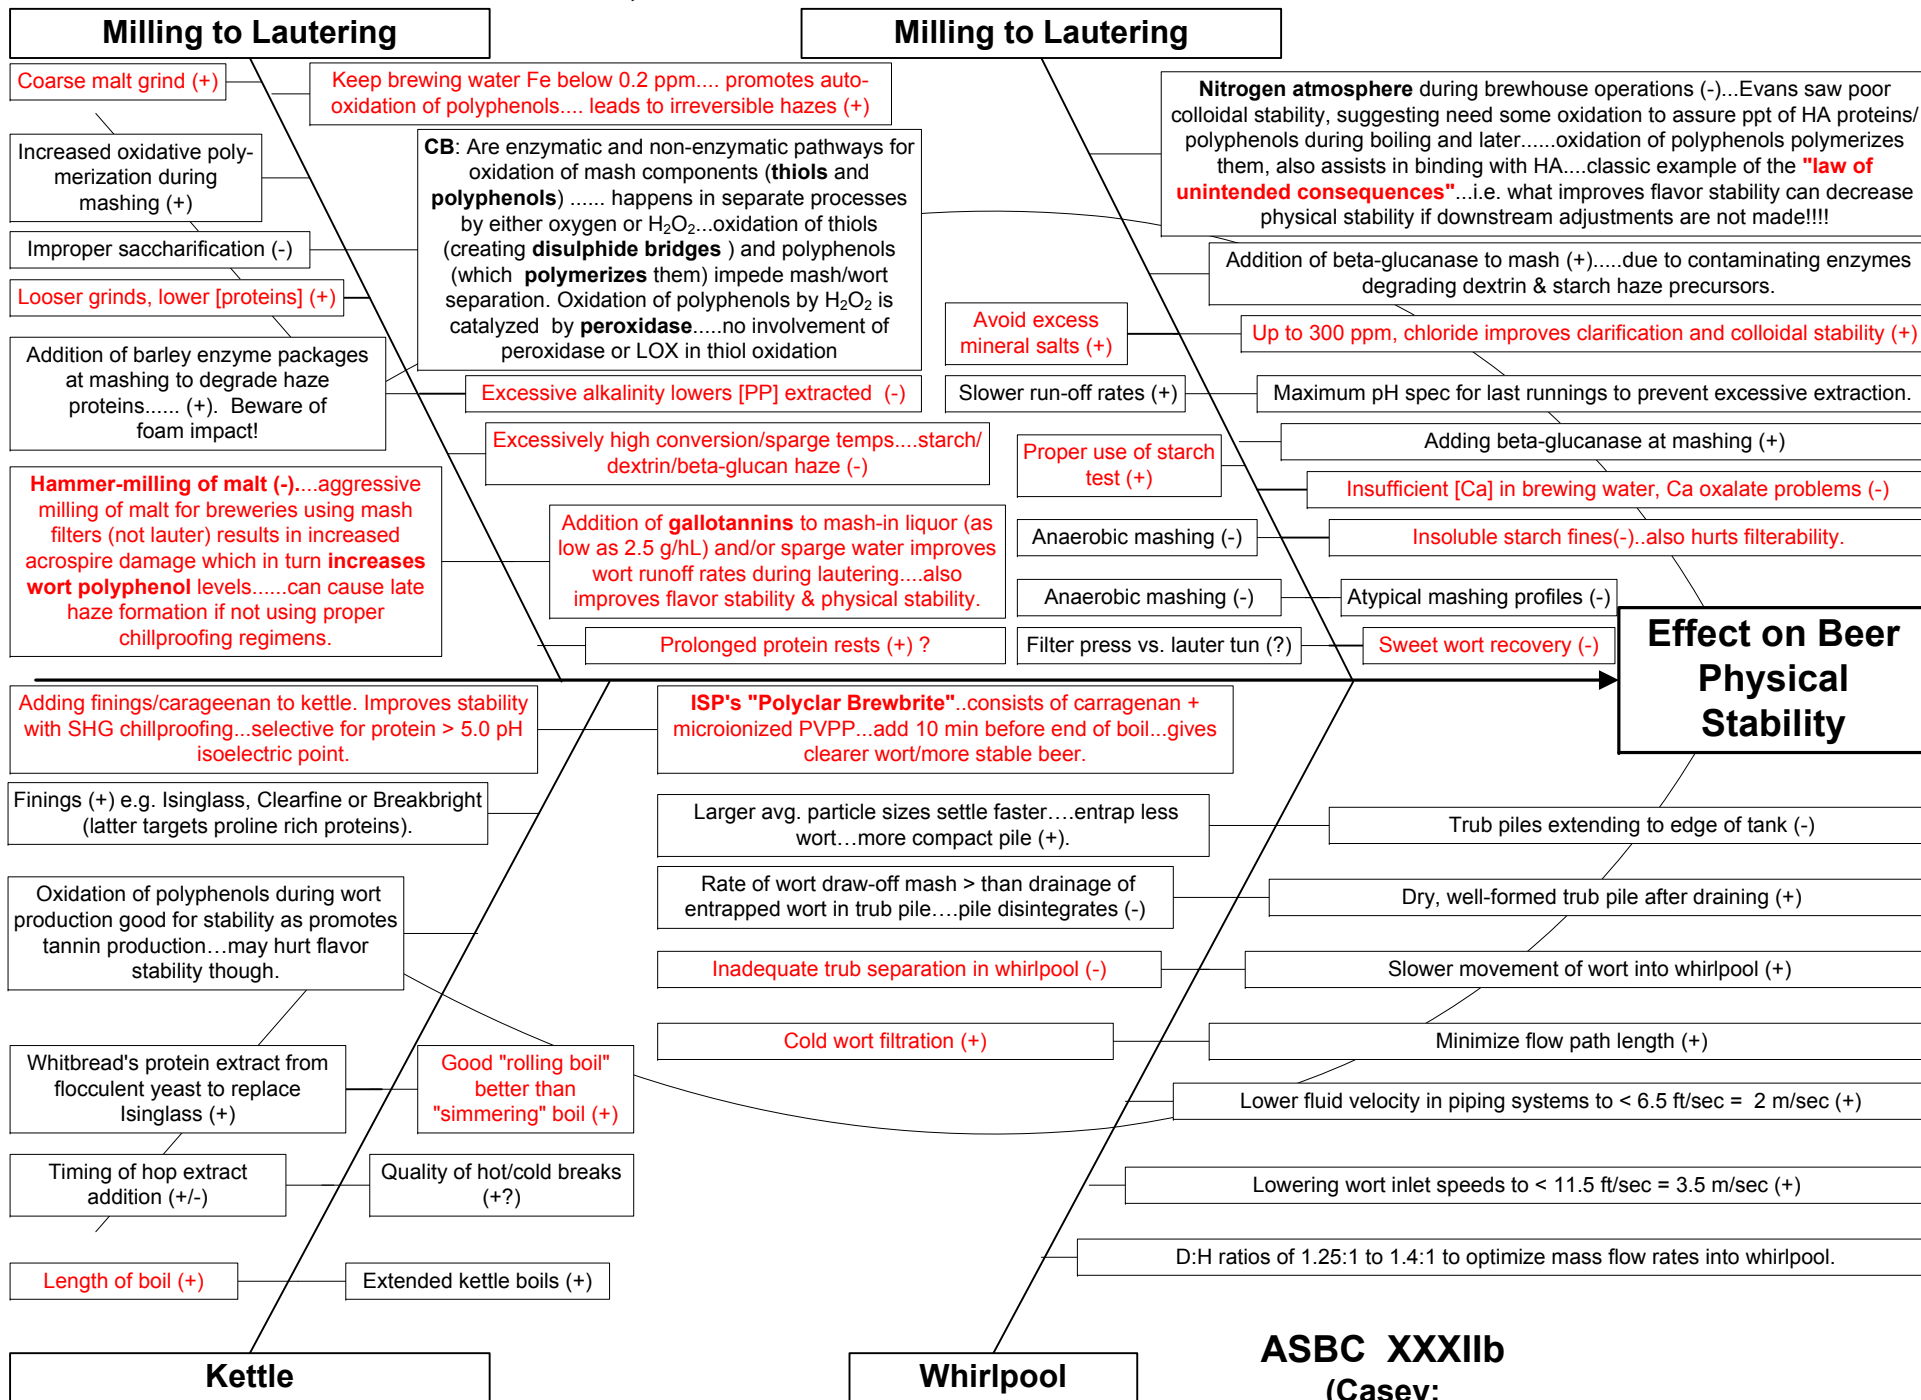 Milling to Lautering
Milling to Lautering
Coarse malt grind (+)
Keep brewing water Fe below 0.2 ppm.... promotes auto-
oxidation of polyphenols.... leads to irreversible hazes (+)
Increased oxidative poly-
merization during
mashing (+)
Improper saccharification (-)
Looser grinds, lower [proteins] (+)
Addition of barley enzyme packages
at mashing to degrade haze
proteins...... (+).  Beware of
foam impact!
Hammer-milling of malt (-)....aggressive
milling of malt for breweries using mash
filters (not lauter) results in increased
acrospire damage which in turn increases
wort polyphenol levels......can cause late
haze formation if not using proper
chillproofing regimens.
CB: Are enzymatic and non-enzymatic pathways for
oxidation of mash components (thiols and
polyphenols) ...... happens in separate processes
by either oxygen or H₂O₂...oxidation of thiols
(creating disulphide bridges ) and polyphenols
(which  polymerizes them) impede mash/wort
separation. Oxidation of polyphenols by H₂O₂ is
catalyzed  by peroxidase.....no involvement of
peroxidase or LOX in thiol oxidation
Excessive alkalinity lowers [PP] extracted  (-)
Excessively high conversion/sparge temps....starch/
dextrin/beta-glucan haze (-)
Addition of gallotannins to mash-in liquor (as
low as 2.5 g/hL) and/or sparge water improves
wort runoff rates during lautering....also
improves flavor stability & physical stability.
Prolonged protein rests (+) ?
Nitrogen atmosphere during brewhouse operations (-)...Evans saw poor
colloidal stability, suggesting need some oxidation to assure ppt of HA proteins/
polyphenols during boiling and later......oxidation of polyphenols polymerizes
them, also assists in binding with HA....classic example of the "law of
unintended consequences"...i.e. what improves flavor stability can decrease
physical stability if downstream adjustments are not made!!!!
Addition of beta-glucanase to mash (+).....due to contaminating enzymes
degrading dextrin & starch haze precursors.
Avoid excess
mineral salts (+)
Up to 300 ppm, chloride improves clarification and colloidal stability (+)
Slower run-off rates (+)
Maximum pH spec for last runnings to prevent excessive extraction.
Adding beta-glucanase at mashing (+)
Proper use of starch
test (+)
Insufficient [Ca] in brewing water, Ca oxalate problems (-)
Anaerobic mashing (-)
Insoluble starch fines(-)..also hurts filterability.
Anaerobic mashing (-)
Atypical mashing profiles (-)
Filter press vs. lauter tun (?)
Sweet wort recovery (-)
Effect on Beer
Physical
Stability
Adding finings/carageenan to kettle. Improves stability
with SHG chillproofing...selective for protein > 5.0 pH
isoelectric point.
ISP's "Polyclar Brewbrite"..consists of carragenan +
microionized PVPP...add 10 min before end of boil...gives
clearer wort/more stable beer.
Finings (+) e.g. Isinglass, Clearfine or Breakbright
(latter targets proline rich proteins).
Oxidation of polyphenols during wort
production good for stability as promotes
tannin production…may hurt flavor
stability though.
Whitbread's protein extract from
flocculent yeast to replace
Isinglass (+)
Good "rolling boil"
better than
"simmering" boil (+)
Timing of hop extract
addition (+/-)
Quality of hot/cold breaks
(+?)
Length of boil (+)
Extended kettle boils (+)
Larger avg. particle sizes settle faster….entrap less
wort…more compact pile (+).
Trub piles extending to edge of tank (-)
Rate of wort draw-off mash > than drainage of
entrapped wort in trub pile….pile disintegrates (-)
Dry, well-formed trub pile after draining (+)
Inadequate trub separation in whirlpool (-)
Slower movement of wort into whirlpool (+)
Cold wort filtration (+)
Minimize flow path length (+)
Lower fluid velocity in piping systems to < 6.5 ft/sec =  2 m/sec (+)
Lowering wort inlet speeds to < 11.5 ft/sec = 3.5 m/sec (+)
D:H ratios of 1.25:1 to 1.4:1 to optimize mass flow rates into whirlpool.
Kettle
Whirlpool
ASBC  XXXIIb
(Casey: